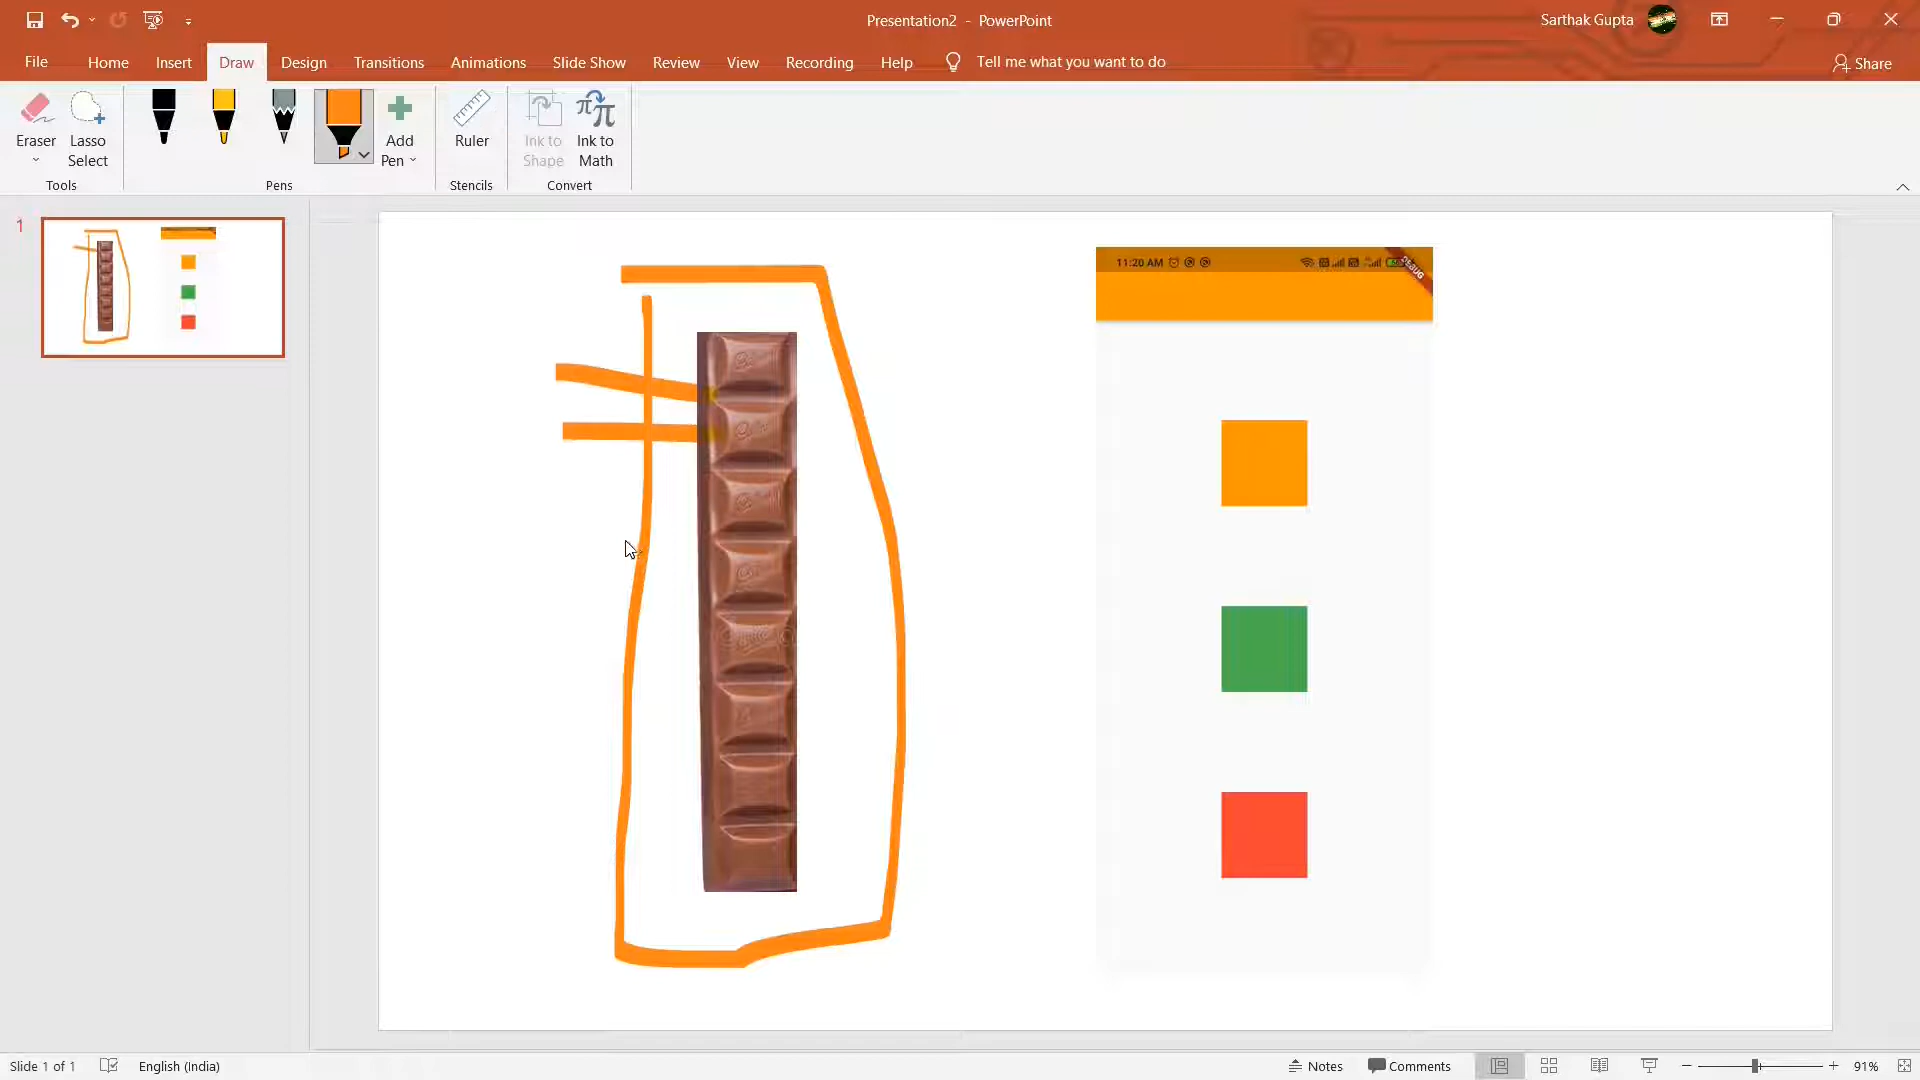 Presentation2 - PowerPoint
Sarthak Gupta
File Home Insert Draw Design Transitions Animations Slide Show Review View Recording Help Tell me what you want to do Share
Eraser
Lasso Select
Add Pen
Ruler
Ink to Shape
Ink to Math
Tools Pens Stencils Convert
1
11:20 AM
DEBUG
Slide 1 of 1 English (India) Notes Comments 91%